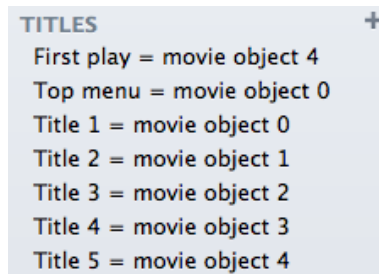 TITLES +
First play = movie object 4
Top menu = movie object 0
Title 1 = movie object 0
Title 2 = movie object 1
Title 3 = movie object 2
Title 4 = movie object 3
Title 5 = movie object 4